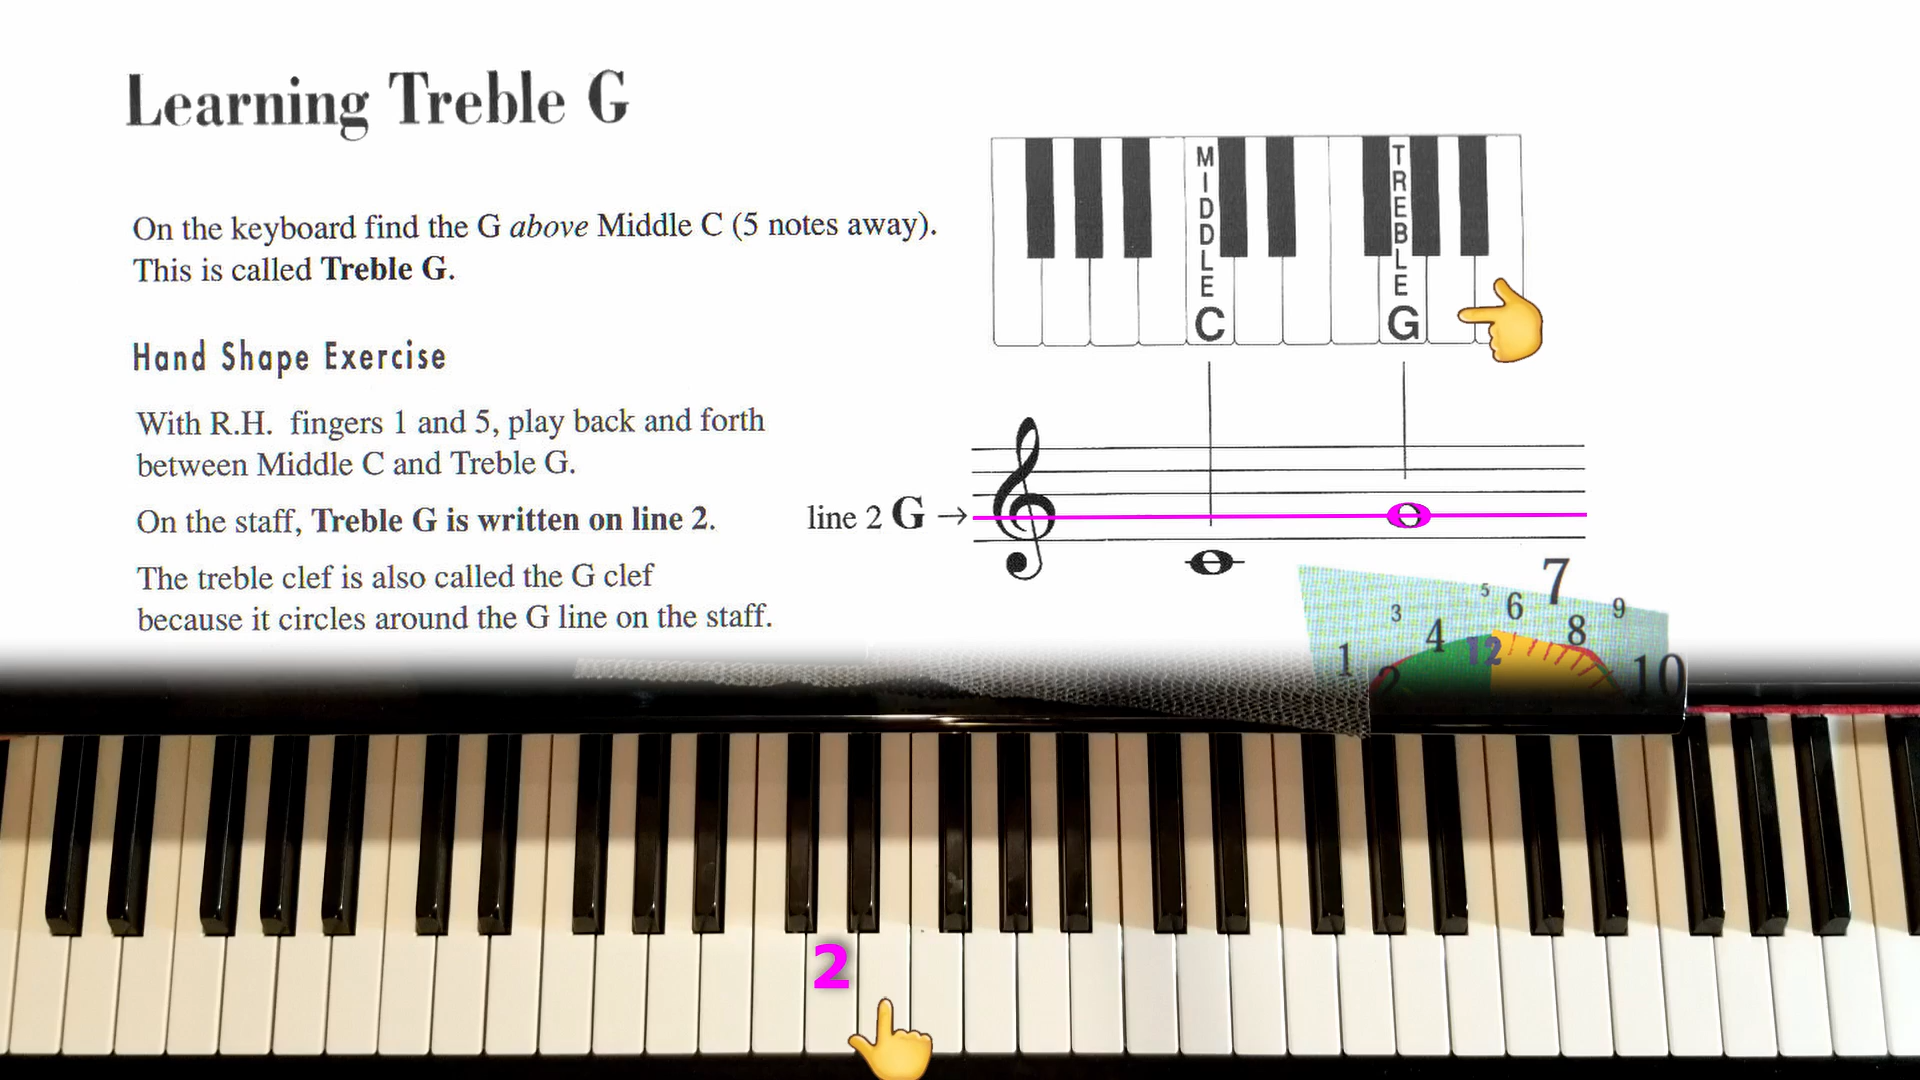 Learning Treble G
On the keyboard find the G above Middle C (5 notes away).
This is called Treble G.
MIDDLE
C
TREBLE
G
Hand Shape Exercise
With R.H. fingers 1 and 5, play back and forth
between Middle C and Treble G.
On the staff, Treble G is written on line 2.
line 2 G →
The treble clef is also called the G clef
because it circles around the G line on the staff.
1 2 3 4 5 6 7 8 9 10
12
2